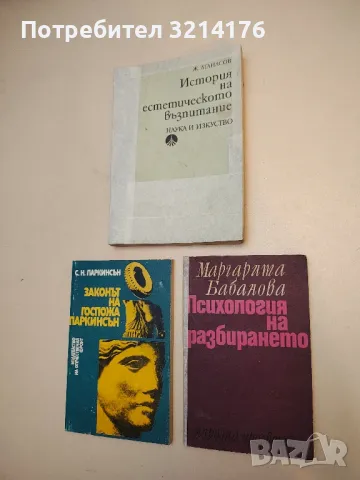 Потребител #3214176
Ж. АТАНАСОВ
История
на
естетическото
възпитание
НАУКА И ИЗКУСТВО
С. Н. ПАРКИНСЪН
ЗАКОНЪТ
НА
ГОСПОЖА
ПАРКИНСЪН
Маргарита
Бабалова
Психология
на
разбирането
BAZAR